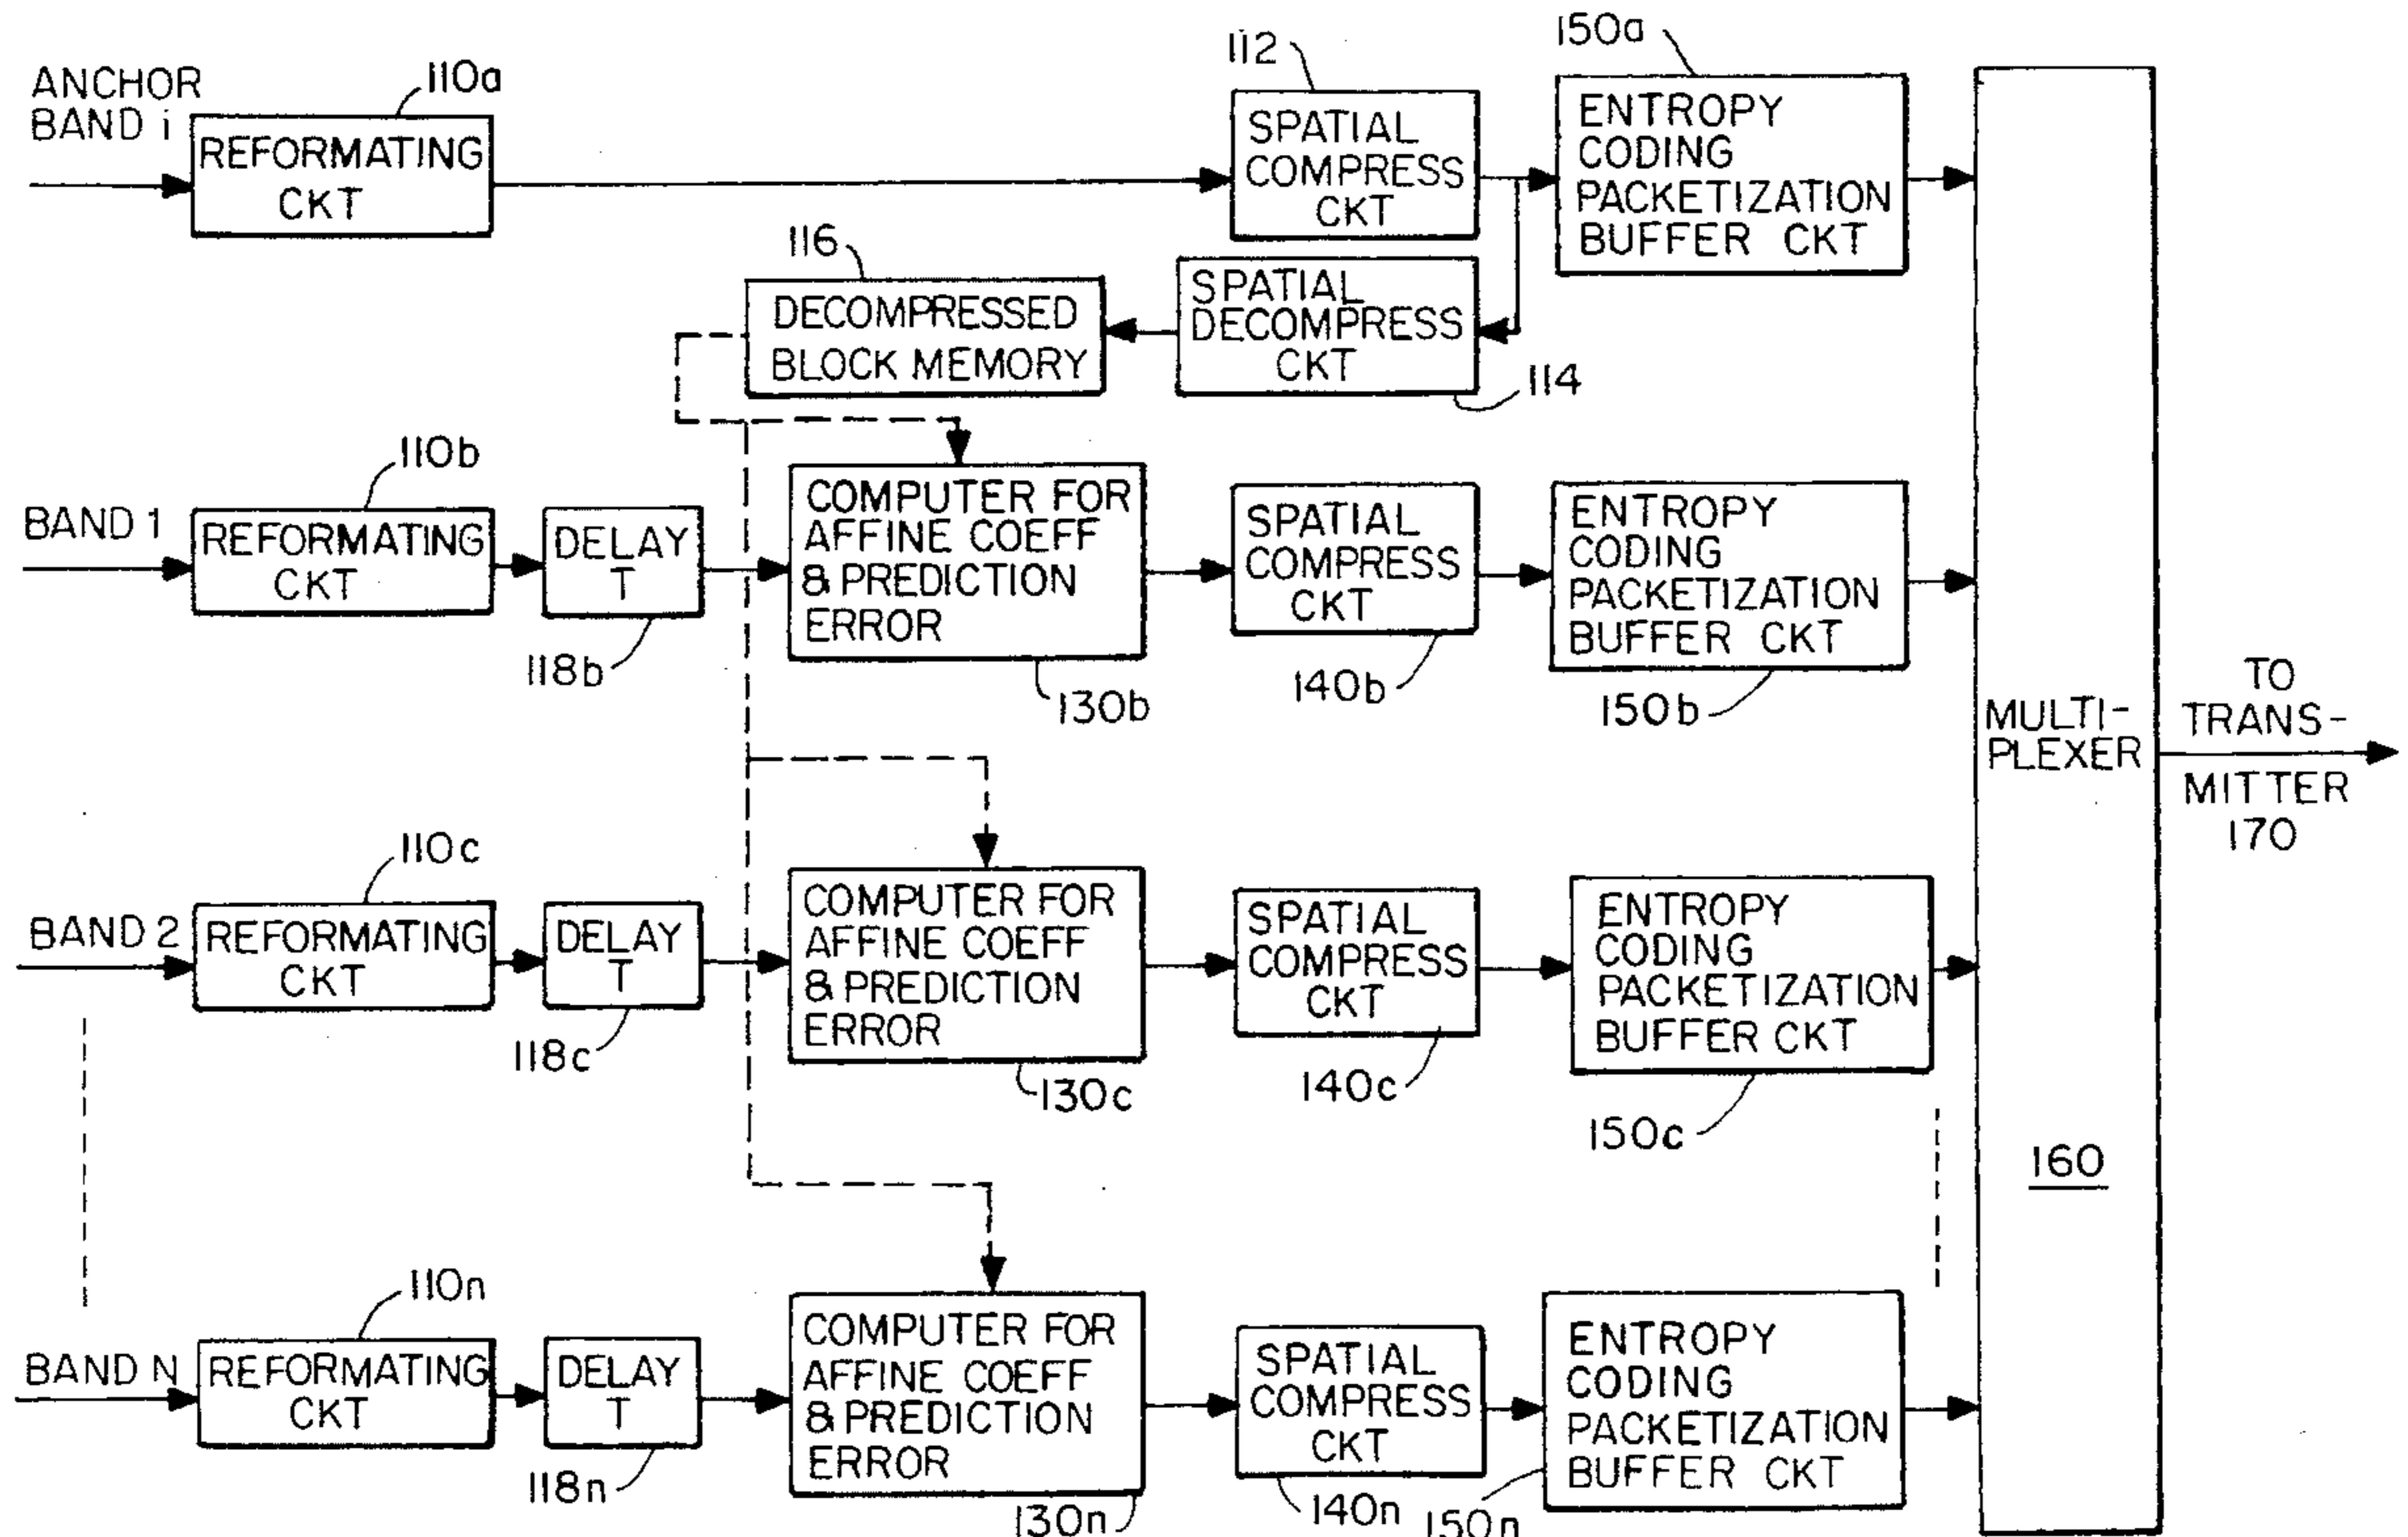 ANCHOR
BAND i
110a
REFORMATING
CKT
112
SPATIAL
COMPRESS
CKT
150a
ENTROPY
CODING
PACKETIZATION
BUFFER CKT
116
DECOMPRESSED
BLOCK MEMORY
SPATIAL
DECOMPRESS
CKT
114
BAND 1
110b
REFORMATING
CKT
DELAY
T
118b
COMPUTER FOR
AFFINE COEFF
& PREDICTION
ERROR
130b
SPATIAL
COMPRESS
CKT
140b
ENTROPY
CODING
PACKETIZATION
BUFFER CKT
150b
MULTI-
PLEXER
160
TO
TRANS-
MITTER
170
BAND 2
110c
REFORMATING
CKT
DELAY
T
118c
COMPUTER FOR
AFFINE COEFF
& PREDICTION
ERROR
130c
SPATIAL
COMPRESS
CKT
140c
ENTROPY
CODING
PACKETIZATION
BUFFER CKT
150c
BAND N
110n
REFORMATING
CKT
DELAY
T
118n
COMPUTER FOR
AFFINE COEFF
& PREDICTION
ERROR
130n
SPATIAL
COMPRESS
CKT
140n
ENTROPY
CODING
PACKETIZATION
BUFFER CKT
150n